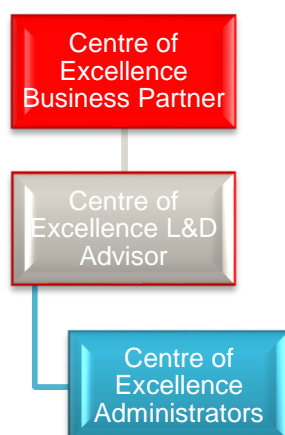 Centre of
Excellence
Business Partner
Centre of
Excellence L&D
Advisor
Centre of
Excellence
Administrators